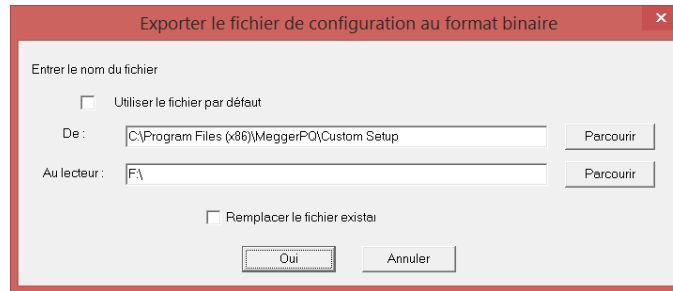 Exporter le fichier de configuration au format binaire
Entrer le nom du fichier
Utiliser le fichier par défaut
De :
C:\Program Files (x86)\MeggerPQ\Custom Setup
Parcourir
Au lecteur :
F:\
Parcourir
Remplacer le fichier existai
Oui
Annuler